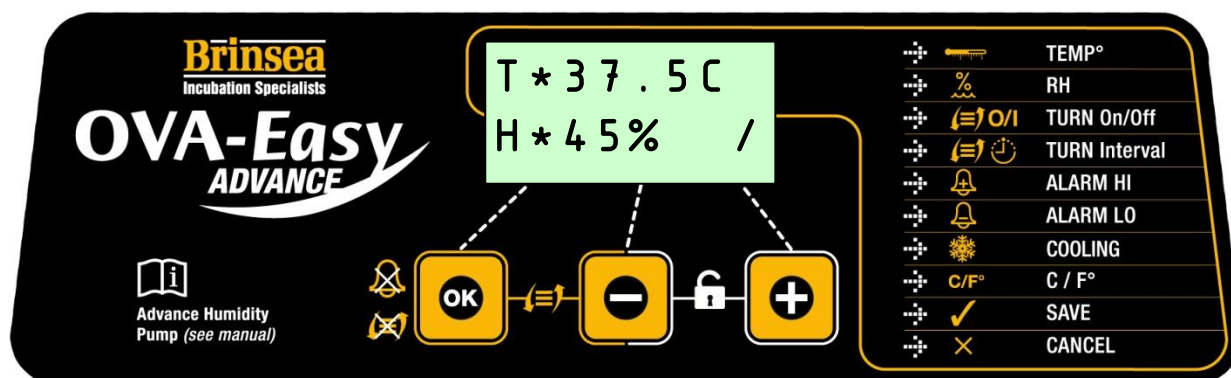 Brinsea
Incubation Specialists
OVA-Easy
ADVANCE
T*37.5C
H*45% /
i
Advance Humidity
Pump (see manual)
OK
−
+
TEMP°
% RH
O/I TURN On/Off
TURN Interval
+ ALARM HI
− ALARM LO
COOLING
C/F° C / F°
SAVE
CANCEL